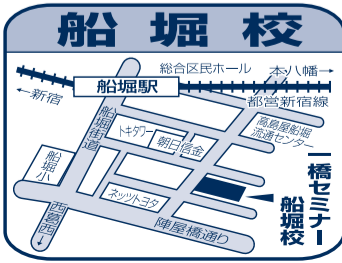 船堀校
総合区民ホール
本八幡→
←新宿
船堀駅
都営新宿線
船堀街道
トキタワー
朝日信金
高島屋船堀
流通センター
船堀小
ネッツトヨタ
一橋セミナー
船堀校
西葛西
陣屋橋通り